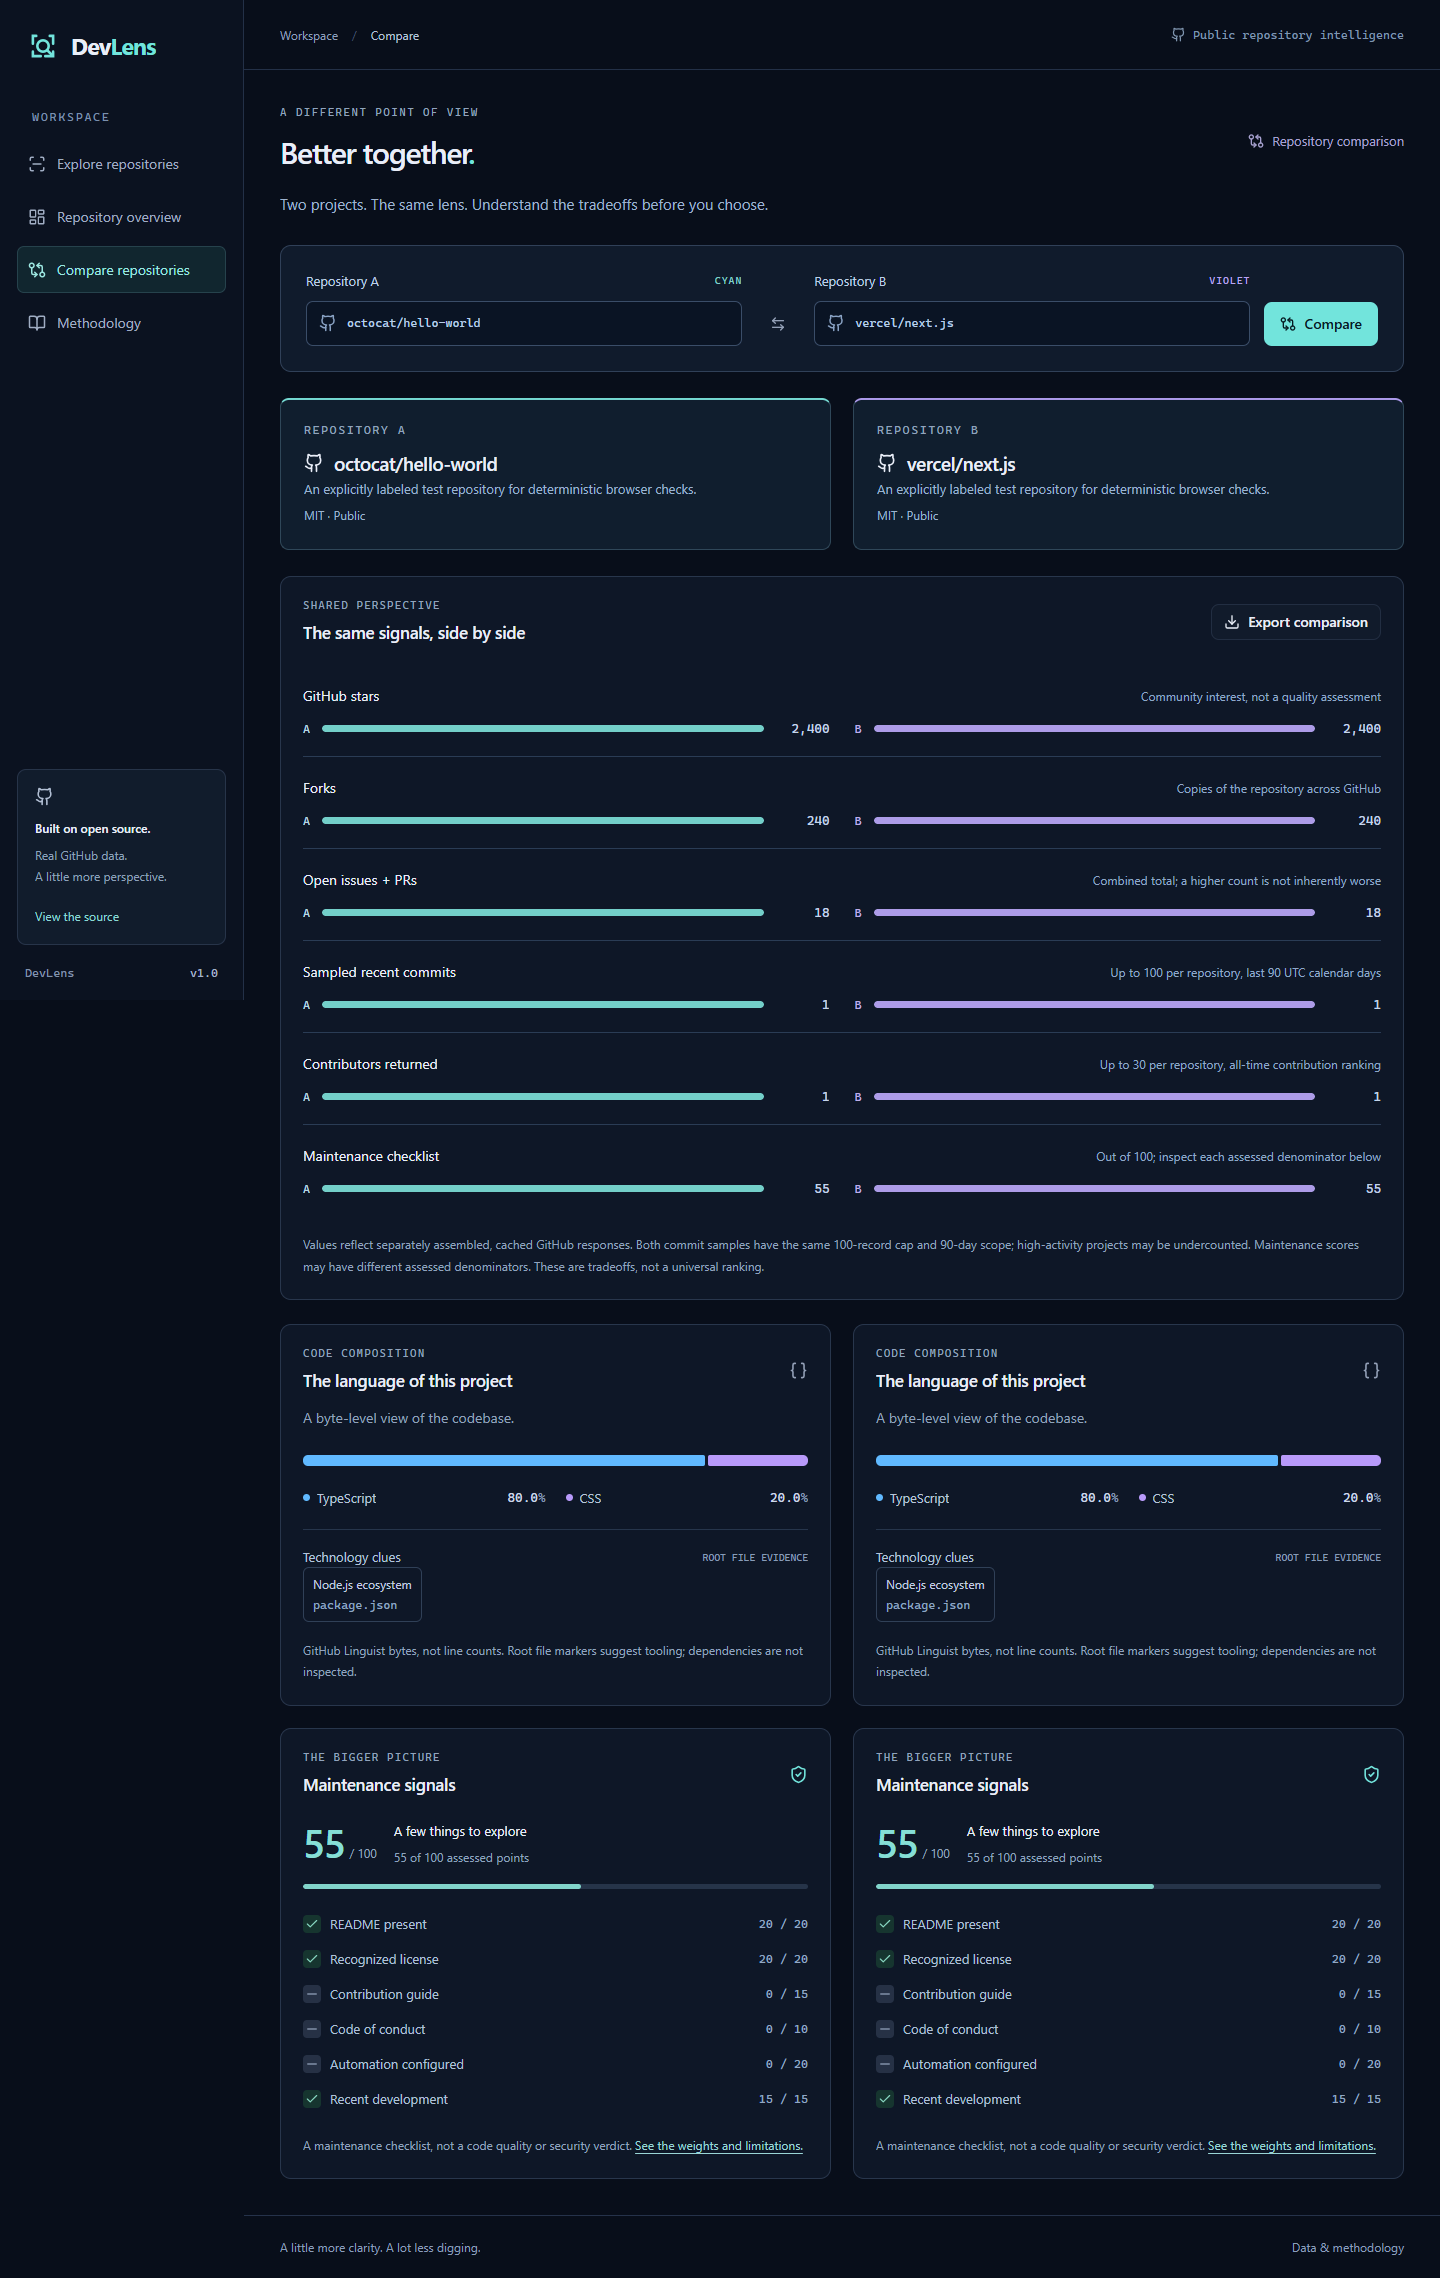 DevLens
WORKSPACE
Explore repositories
Repository overview
Compare repositories
Methodology
Built on open source.
Real GitHub data.
A little more perspective.
View the source
DevLens v1.0
Workspace / Compare
Public repository intelligence
A DIFFERENT POINT OF VIEW
Better together.
Repository comparison
Two projects. The same lens. Understand the tradeoffs before you choose.
Repository A CYAN
octocat/hello-world
Repository B VIOLET
vercel/next.js
Compare
REPOSITORY A
octocat/hello-world
An explicitly labeled test repository for deterministic browser checks.
MIT · Public
REPOSITORY B
vercel/next.js
An explicitly labeled test repository for deterministic browser checks.
MIT · Public
SHARED PERSPECTIVE
The same signals, side by side
Export comparison
GitHub stars Community interest, not a quality assessment
A 2,400 B 2,400
Forks Copies of the repository across GitHub
A 240 B 240
Open issues + PRs Combined total; a higher count is not inherently worse
A 18 B 18
Sampled recent commits Up to 100 per repository, last 90 UTC calendar days
A 1 B 1
Contributors returned Up to 30 per repository, all-time contribution ranking
A 1 B 1
Maintenance checklist Out of 100; inspect each assessed denominator below
A 55 B 55
Values reflect separately assembled, cached GitHub responses. Both commit samples have the same 100-record cap and 90-day scope; high-activity projects may be undercounted. Maintenance scores
may have different assessed denominators. These are tradeoffs, not a universal ranking.
CODE COMPOSITION
The language of this project
A byte-level view of the codebase.
TypeScript 80.0% CSS 20.0%
Technology clues ROOT FILE EVIDENCE
Node.js ecosystem
package.json
GitHub Linguist bytes, not line counts. Root file markers suggest tooling; dependencies are not
inspected.
CODE COMPOSITION
The language of this project
A byte-level view of the codebase.
TypeScript 80.0% CSS 20.0%
Technology clues ROOT FILE EVIDENCE
Node.js ecosystem
package.json
GitHub Linguist bytes, not line counts. Root file markers suggest tooling; dependencies are not
inspected.
THE BIGGER PICTURE
Maintenance signals
55 / 100
A few things to explore
55 of 100 assessed points
README present 20 / 20
Recognized license 20 / 20
Contribution guide 0 / 15
Code of conduct 0 / 10
Automation configured 0 / 20
Recent development 15 / 15
A maintenance checklist, not a code quality or security verdict. See the weights and limitations.
THE BIGGER PICTURE
Maintenance signals
55 / 100
A few things to explore
55 of 100 assessed points
README present 20 / 20
Recognized license 20 / 20
Contribution guide 0 / 15
Code of conduct 0 / 10
Automation configured 0 / 20
Recent development 15 / 15
A maintenance checklist, not a code quality or security verdict. See the weights and limitations.
A little more clarity. A lot less digging.
Data & methodology